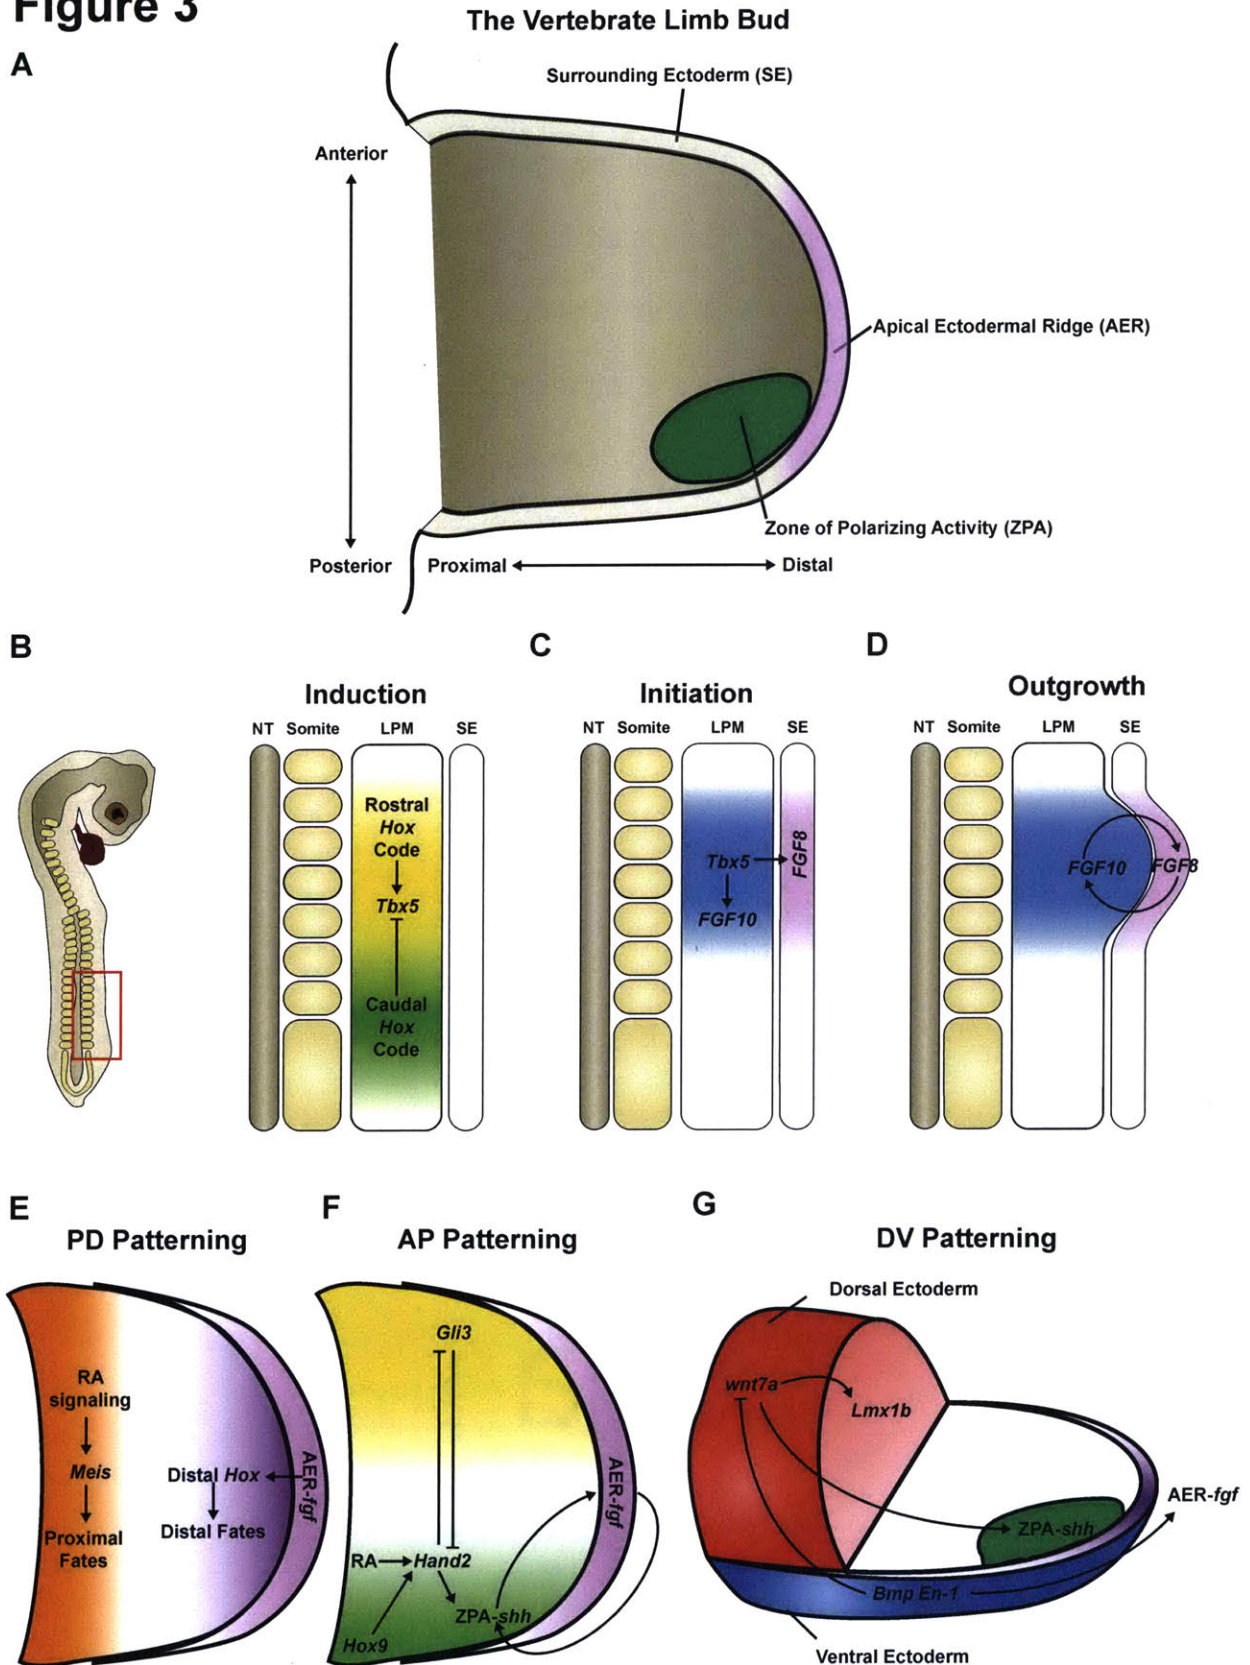 Figure 3
The Vertebrate Limb Bud
A
Surrounding Ectoderm (SE)
Anterior
Apical Ectodermal Ridge (AER)
Zone of Polarizing Activity (ZPA)
Posterior
Proximal
Distal
B
Induction
NT Somite LPM SE
Rostral
Hox
Code
Tbx5
Caudal
Hox
Code
C
Initiation
NT Somite LPM SE
Tbx5
FGF10
FGF8
D
Outgrowth
NT Somite LPM SE
FGF10
FGF8
E
PD Patterning
RA
signaling
Meis
Proximal
Fates
Distal Hox
Distal Fates
AER-fgf
F
AP Patterning
Gli3
RA
Hand2
ZPA-shh
Hox9
AER-fgf
G
DV Patterning
Dorsal Ectoderm
wnt7a
Lmx1b
ZPA-shh
AER-fgf
Bmp En-1
Ventral Ectoderm